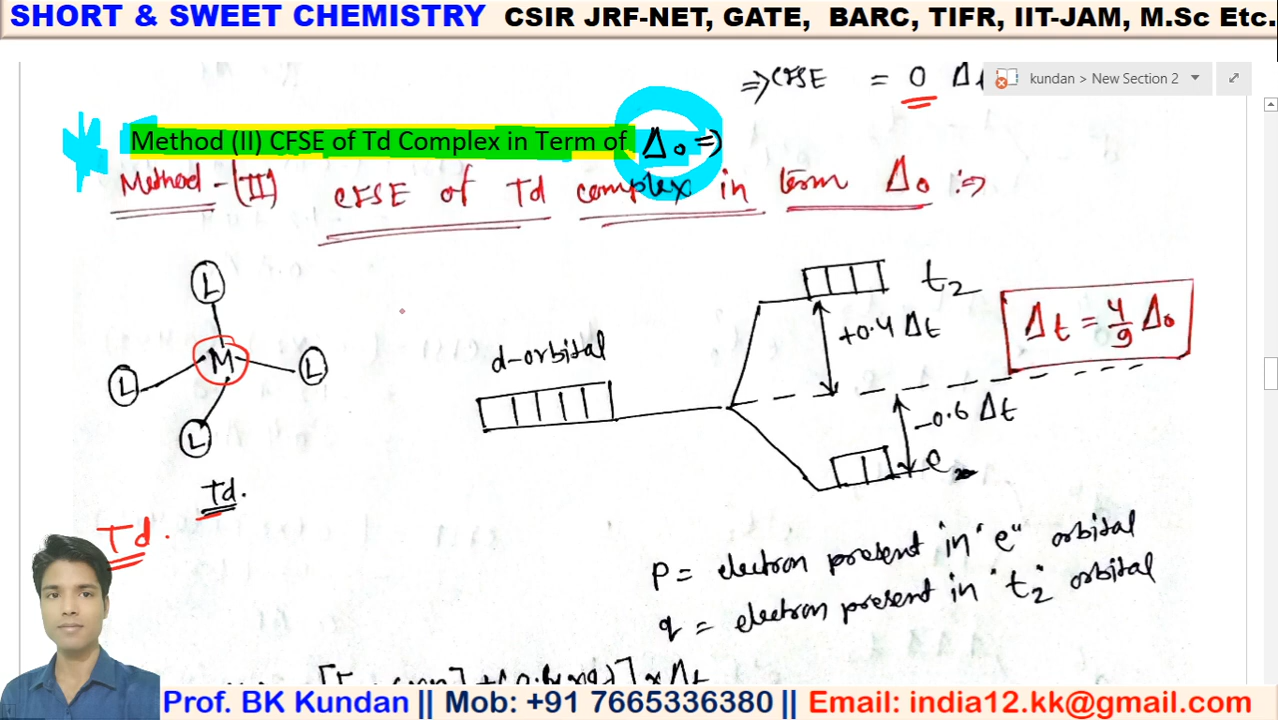 SHORT & SWEET CHEMISTRY CSIR JRF-NET, GATE, BARC, TIFR, IIT-JAM, M.Sc Etc.
⇒ CFSE = 0 Δt
kundan > New Section 2
Method (II) CFSE of Td Complex in Term of Δo ⇒
Method-(II) CFSE of Td complex in term Δo :⇒
L
M
L
L
L
Td.
Td.
d-orbital
t2
+0.4 Δt
Δt = 4/9 Δo
-0.6 Δt
e
p = electron present in "e" orbital
q = electron present in "t2" orbital
Prof. BK Kundan || Mob: +91 7665336380 || Email: india12.kk@gmail.com